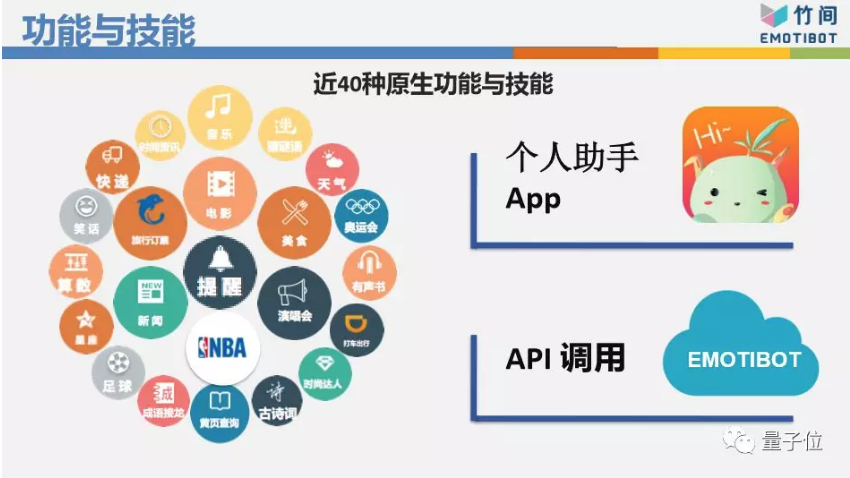 功能与技能
竹间
EMOTIBOT
近40种原生功能与技能
音乐
时间资讯
猜谜语
快递
天气
电影
笑话
旅行订票
美食
奥运会
算数
提醒
有声书
NEW
新闻
演唱会
星座
NBA
打车出行
足球
时尚达人
成
成语接龙
黄页查询
诗
古诗词
个人助手
App
Hi~
API 调用
EMOTIBOT
量子位